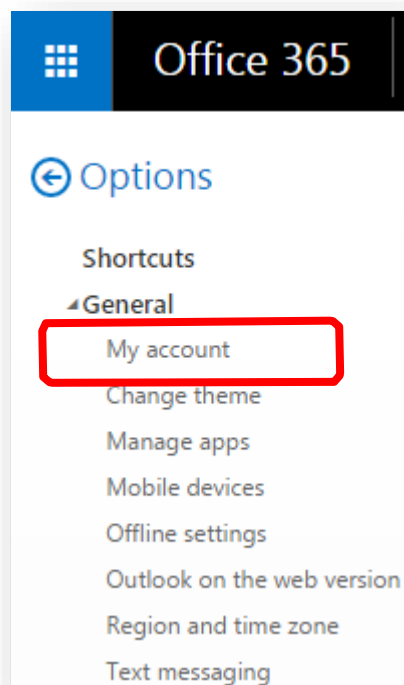 Office 365
Options
Shortcuts
General
My account
Change theme
Manage apps
Mobile devices
Offline settings
Outlook on the web version
Region and time zone
Text messaging